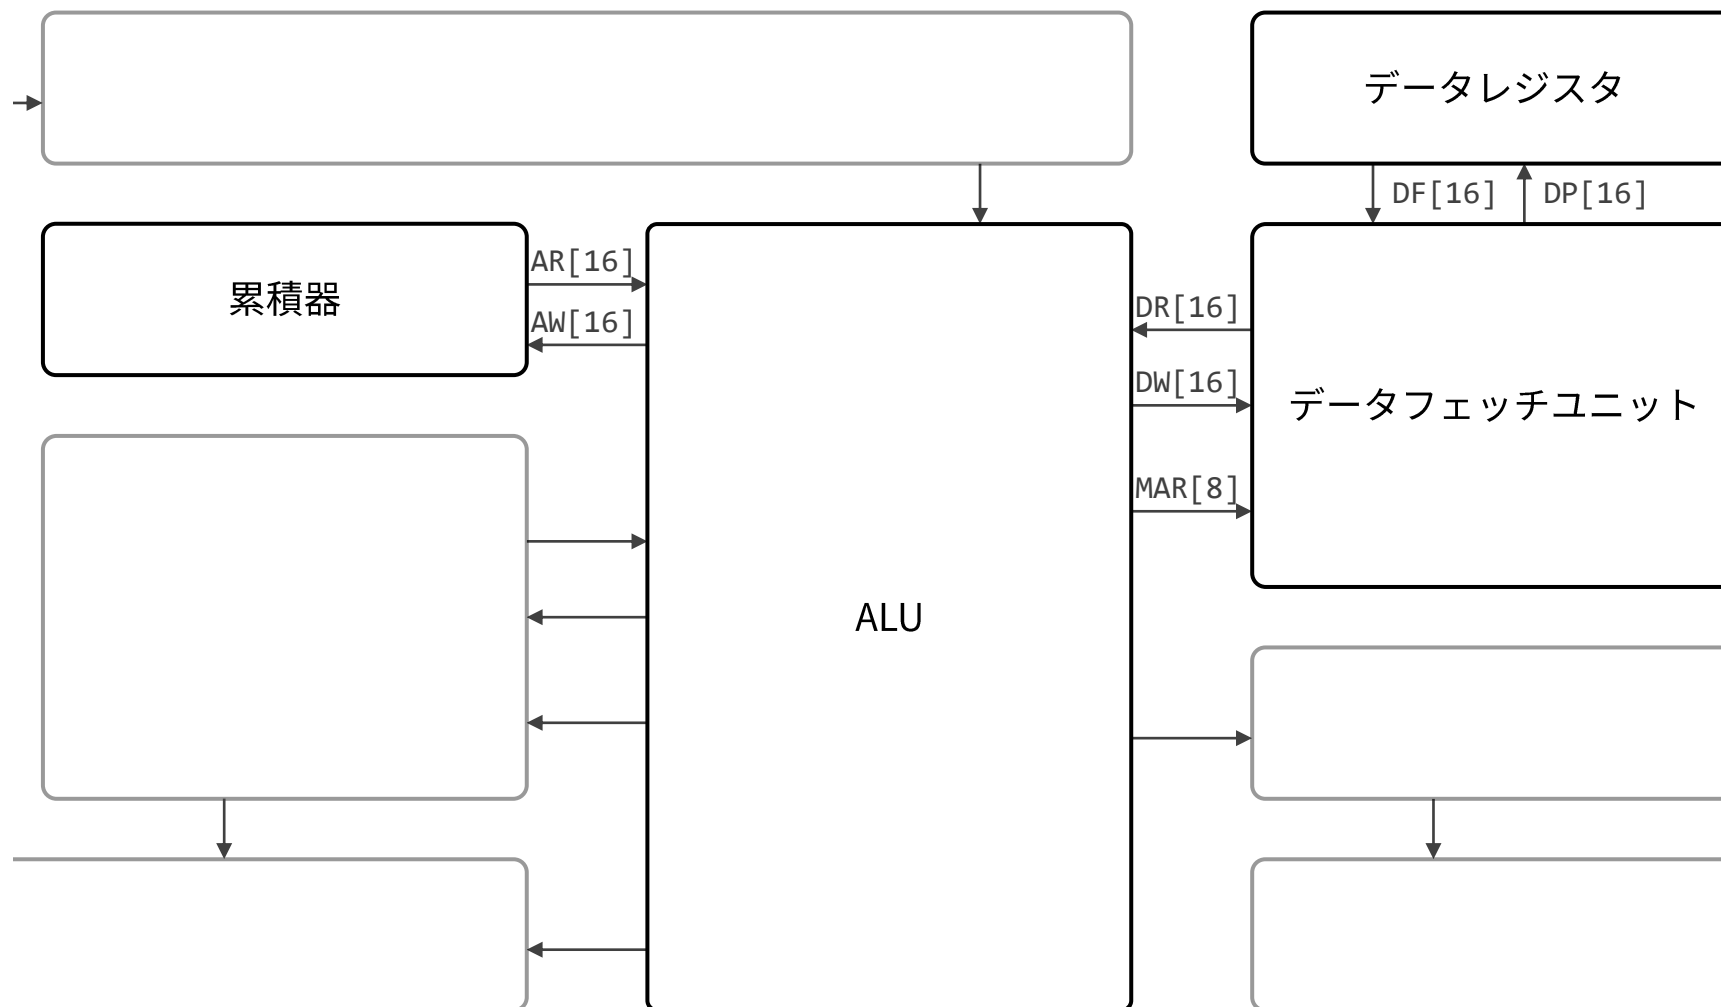 データレジスタ
DF[16]
DP[16]
累積器
AR[16]
AW[16]
DR[16]
DW[16]
データフェッチユニット
MAR[8]
ALU